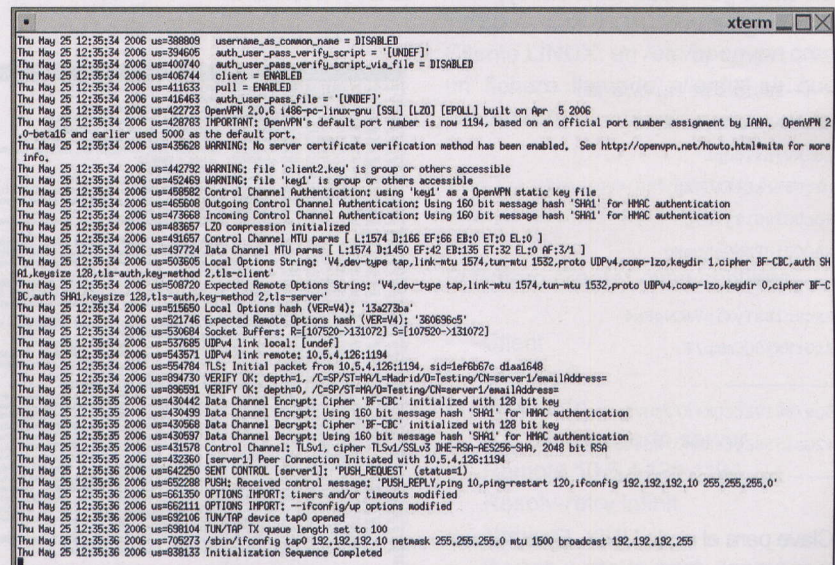 xterm
Thu May 25 12:35:34 2006 us=388809   username_as_common_name = DISABLED
Thu May 25 12:35:34 2006 us=394605   auth_user_pass_verify_script = '[UNDEF]'
Thu May 25 12:35:34 2006 us=400740   auth_user_pass_verify_script_via_file = DISABLED
Thu May 25 12:35:34 2006 us=406744   client = ENABLED
Thu May 25 12:35:34 2006 us=411633   pull = ENABLED
Thu May 25 12:35:34 2006 us=416463   auth_user_pass_file = '[UNDEF]'
Thu May 25 12:35:34 2006 us=422723 OpenVPN 2.0.6 i486-pc-linux-gnu [SSL] [LZO] [EPOLL] built on Apr  5 2006
Thu May 25 12:35:34 2006 us=428783 IMPORTANT: OpenVPN's default port number is now 1194, based on an official port number assignment by IANA.  OpenVPN 2
.0-beta16 and earlier used 5000 as the default port.
Thu May 25 12:35:34 2006 us=435628 WARNING: No server certificate verification method has been enabled.  See http://openvpn.net/howto.html#mitm for more
info.
Thu May 25 12:35:34 2006 us=442792 WARNING: file 'client2.key' is group or others accessible
Thu May 25 12:35:34 2006 us=452469 WARNING: file 'key1' is group or others accessible
Thu May 25 12:35:34 2006 us=458582 Control Channel Authentication: using 'key1' as a OpenVPN static key file
Thu May 25 12:35:34 2006 us=465608 Outgoing Control Channel Authentication: Using 160 bit message hash 'SHA1' for HMAC authentication
Thu May 25 12:35:34 2006 us=473668 Incoming Control Channel Authentication: Using 160 bit message hash 'SHA1' for HMAC authentication
Thu May 25 12:35:34 2006 us=483657 LZO compression initialized
Thu May 25 12:35:34 2006 us=491657 Control Channel MTU parms [ L:1574 D:166 EF:66 EB:0 ET:0 EL:0 ]
Thu May 25 12:35:34 2006 us=497724 Data Channel MTU parms [ L:1574 D:1450 EF:42 EB:135 ET:32 EL:0 AF:3/1 ]
Thu May 25 12:35:34 2006 us=503605 Local Options String: 'V4,dev-type tap,link-mtu 1574,tun-mtu 1532,proto UDPv4,comp-lzo,keydir 1,cipher BF-CBC,auth SH
A1,keysize 128,tls-auth,key-method 2,tls-client'
Thu May 25 12:35:34 2006 us=508720 Expected Remote Options String: 'V4,dev-type tap,link-mtu 1574,tun-mtu 1532,proto UDPv4,comp-lzo,keydir 0,cipher BF-C
BC,auth SHA1,keysize 128,tls-auth,key-method 2,tls-server'
Thu May 25 12:35:34 2006 us=515650 Local Options hash (VER=V4): '13a273ba'
Thu May 25 12:35:34 2006 us=521746 Expected Remote Options hash (VER=V4): '360696c5'
Thu May 25 12:35:34 2006 us=530684 Socket Buffers: R=[107520->131072] S=[107520->131072]
Thu May 25 12:35:34 2006 us=537685 UDPv4 link local: [undef]
Thu May 25 12:35:34 2006 us=543571 UDPv4 link remote: 10.5.4.126:1194
Thu May 25 12:35:34 2006 us=554784 TLS: Initial packet from 10.5.4.126:1194, sid=1ef6b67c d1aa1648
Thu May 25 12:35:34 2006 us=894730 VERIFY OK: depth=1, /C=SP/ST=MA/L=Madrid/O=Testing/CN=server1/emailAddress=
Thu May 25 12:35:34 2006 us=896591 VERIFY OK: depth=0, /C=SP/ST=MA/O=Testing/CN=server1/emailAddress=
Thu May 25 12:35:35 2006 us=430442 Data Channel Encrypt: Cipher 'BF-CBC' initialized with 128 bit key
Thu May 25 12:35:35 2006 us=430499 Data Channel Encrypt: Using 160 bit message hash 'SHA1' for HMAC authentication
Thu May 25 12:35:35 2006 us=430568 Data Channel Decrypt: Cipher 'BF-CBC' initialized with 128 bit key
Thu May 25 12:35:35 2006 us=430597 Data Channel Decrypt: Using 160 bit message hash 'SHA1' for HMAC authentication
Thu May 25 12:35:35 2006 us=431578 Control Channel: TLSv1, cipher TLSv1/SSLv3 DHE-RSA-AES256-SHA, 2048 bit RSA
Thu May 25 12:35:35 2006 us=432360 [server1] Peer Connection Initiated with 10.5.4.126:1194
Thu May 25 12:35:36 2006 us=642250 SENT CONTROL [server1]: 'PUSH_REQUEST' (status=1)
Thu May 25 12:35:36 2006 us=652288 PUSH: Received control message: 'PUSH_REPLY,ping 10,ping-restart 120,ifconfig 192.192.192.10 255.255.255.0'
Thu May 25 12:35:36 2006 us=661350 OPTIONS IMPORT: timers and/or timeouts modified
Thu May 25 12:35:36 2006 us=662111 OPTIONS IMPORT: --ifconfig/up options modified
Thu May 25 12:35:36 2006 us=692106 TUN/TAP device tap0 opened
Thu May 25 12:35:36 2006 us=698104 TUN/TAP TX queue length set to 100
Thu May 25 12:35:36 2006 us=705273 /sbin/ifconfig tap0 192.192.192.10 netmask 255.255.255.0 mtu 1500 broadcast 192.192.192.255
Thu May 25 12:35:36 2006 us=838133 Initialization Sequence Completed